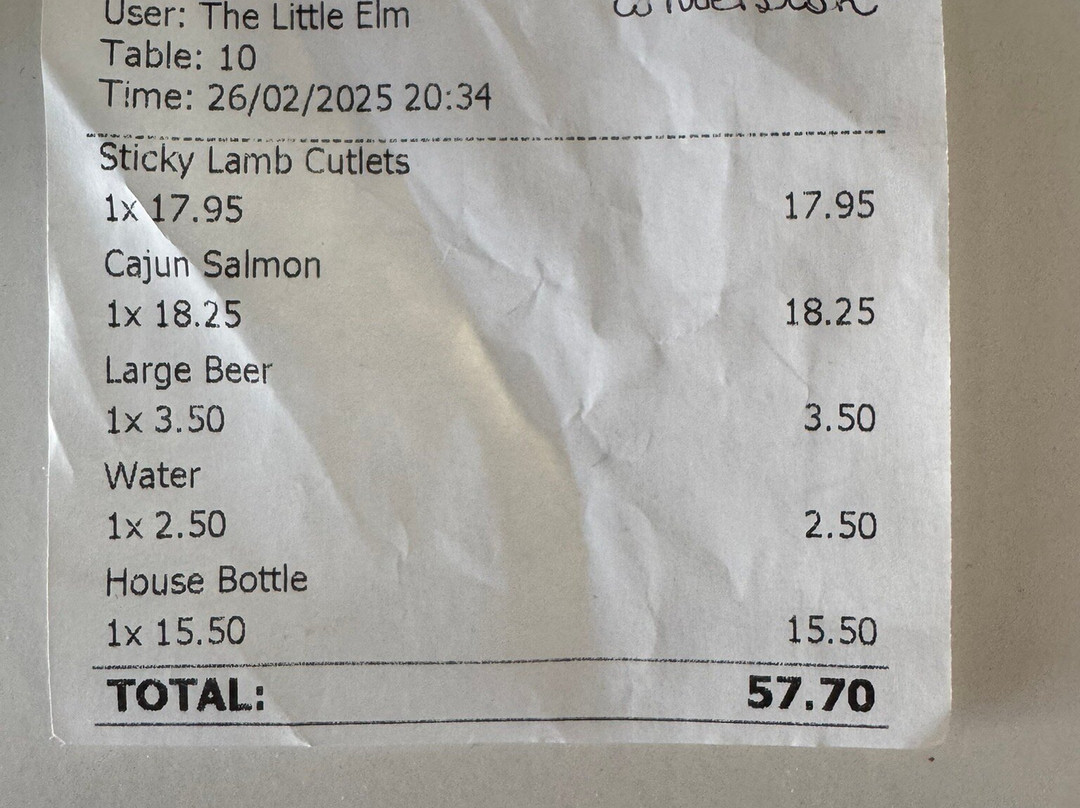 User: The Little Elm
Table: 10
Time: 26/02/2025 20:34
Sticky Lamb Cutlets
1x 17.95 17.95
Cajun Salmon
1x 18.25 18.25
Large Beer
1x 3.50 3.50
Water
1x 2.50 2.50
House Bottle
1x 15.50 15.50
TOTAL: 57.70